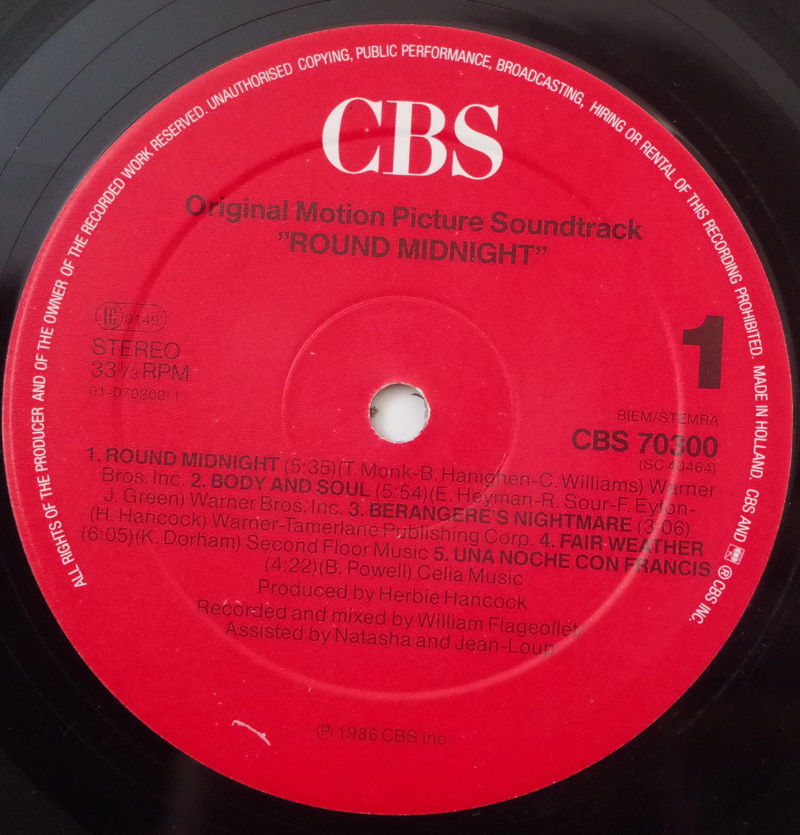 ALL RIGHTS OF THE PRODUCER AND OF THE OWNER OF THE RECORDED WORK RESERVED. UNAUTHORISED COPYING, PUBLIC PERFORMANCE, BROADCASTING, HIRING OR RENTAL OF THIS RECORDING PROHIBITED. MADE IN HOLLAND. CBS AND ® CBS INC.
CBS
Original Motion Picture Soundtrack
"ROUND MIDNIGHT"
LC 0149
STEREO
33 1/3 RPM
01-070300-1
1
BIEM/STEMRA
CBS 70300
(SC 40464)
1. ROUND MIDNIGHT (5:35)(T. Monk-B. Hanighen-C. Williams) Warner
Bros. Inc. 2. BODY AND SOUL (5:54)(E. Heyman-R. Sour-F. Eyton-
J. Green) Warner Bros. Inc. 3. BERANGERE'S NIGHTMARE (3:06)
(H. Hancock) Warner-Tamerlane Publishing Corp. 4. FAIR WEATHER
(6:05)(K. Dorham) Second Floor Music 5. UNA NOCHE CON FRANCIS
(4:22)(B. Powell) Celia Music
Produced by Herbie Hancock
Recorded and mixed by William Flageollet
Assisted by Natasha and Jean-Loup
℗ 1986 CBS inc.